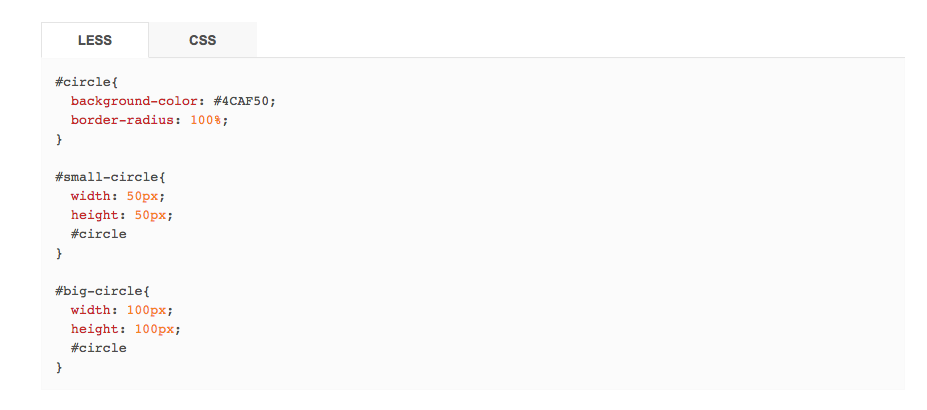 LESS CSS
#circle{
  background-color: #4CAF50;
  border-radius: 100%;
}
#small-circle{
  width: 50px;
  height: 50px;
  #circle
}
#big-circle{
  width: 100px;
  height: 100px;
  #circle
}